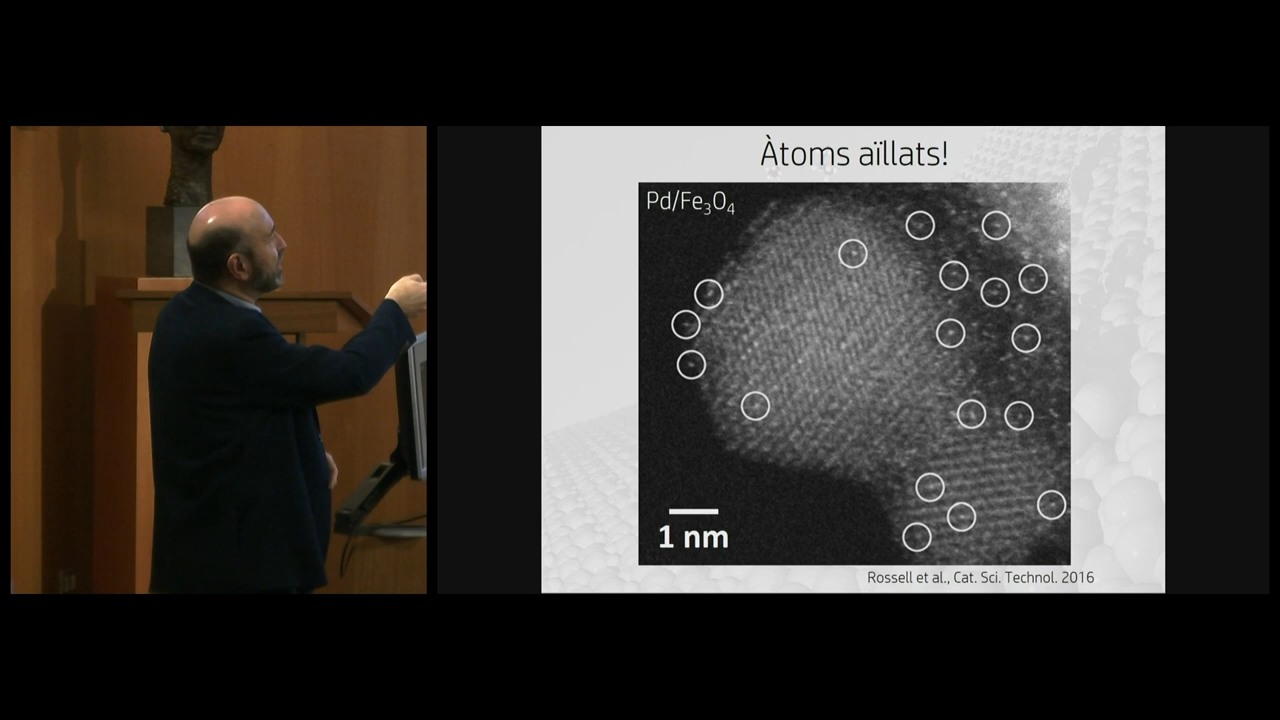 Àtoms aïllats!
Pd/Fe₃O₄
1 nm
Rossell et al., Cat. Sci. Technol. 2016